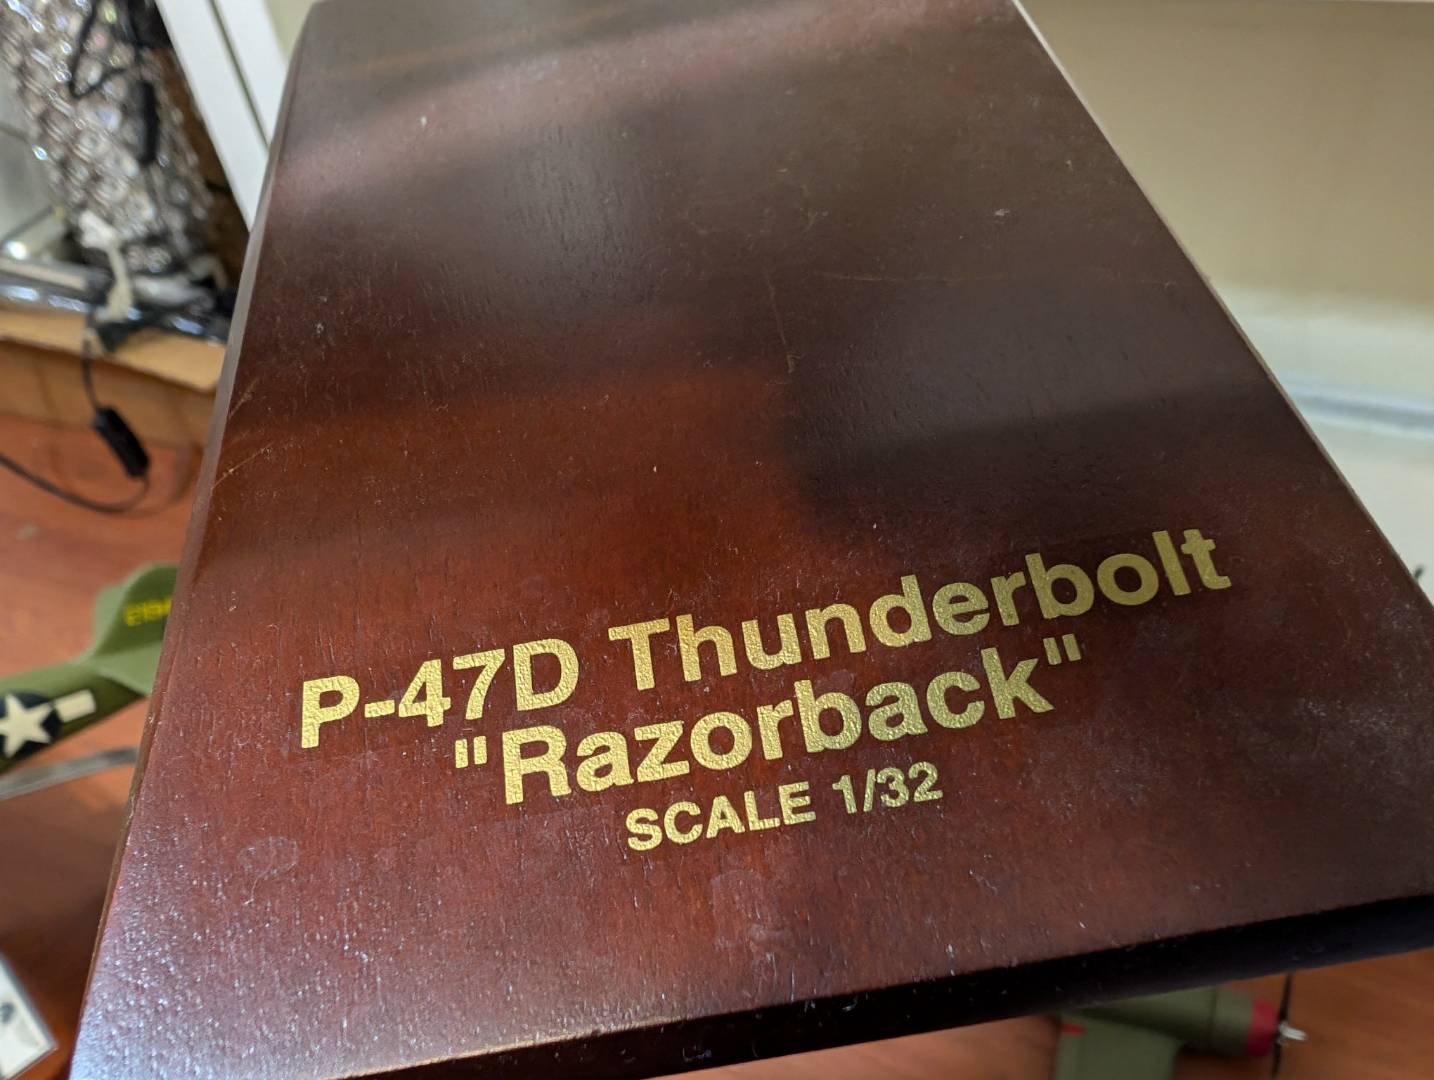 P-47D Thunderbolt
"Razorback"
SCALE 1/32